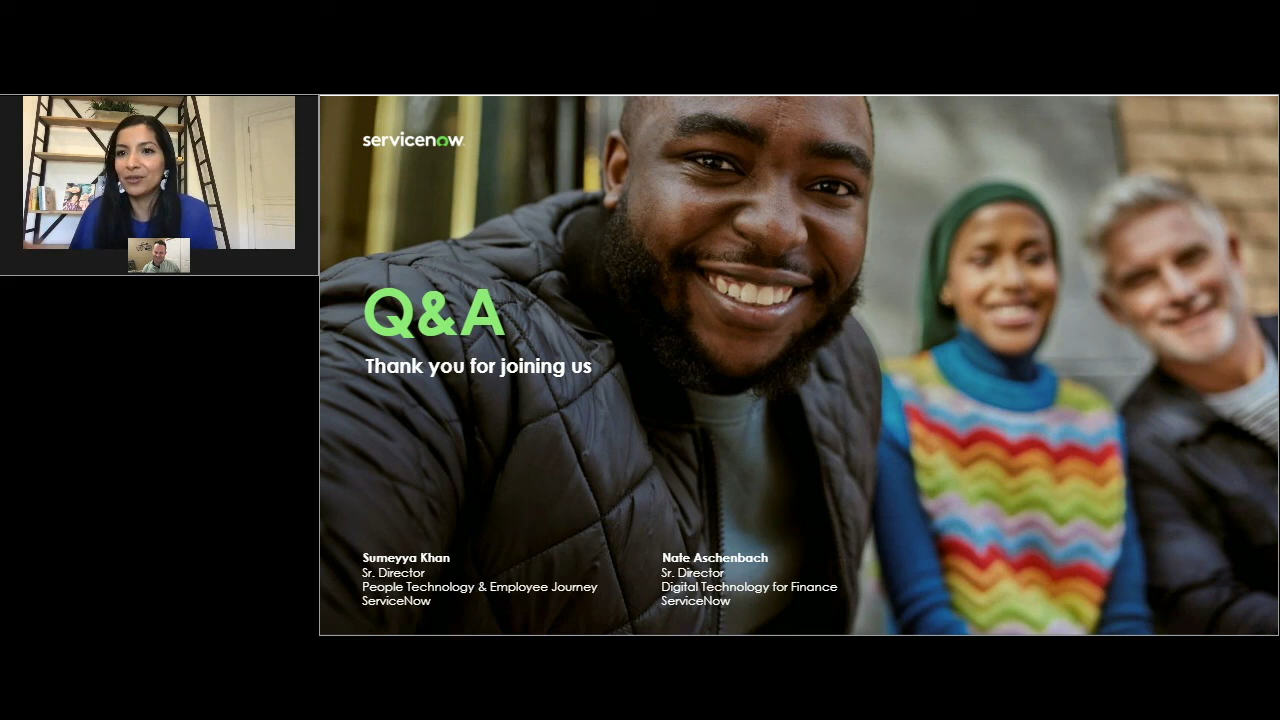 servicenow
Q&A
Thank you for joining us
Sumeyya Khan
Sr. Director
People Technology & Employee Journey
ServiceNow
Nate Aschenbach
Sr. Director
Digital Technology for Finance
ServiceNow